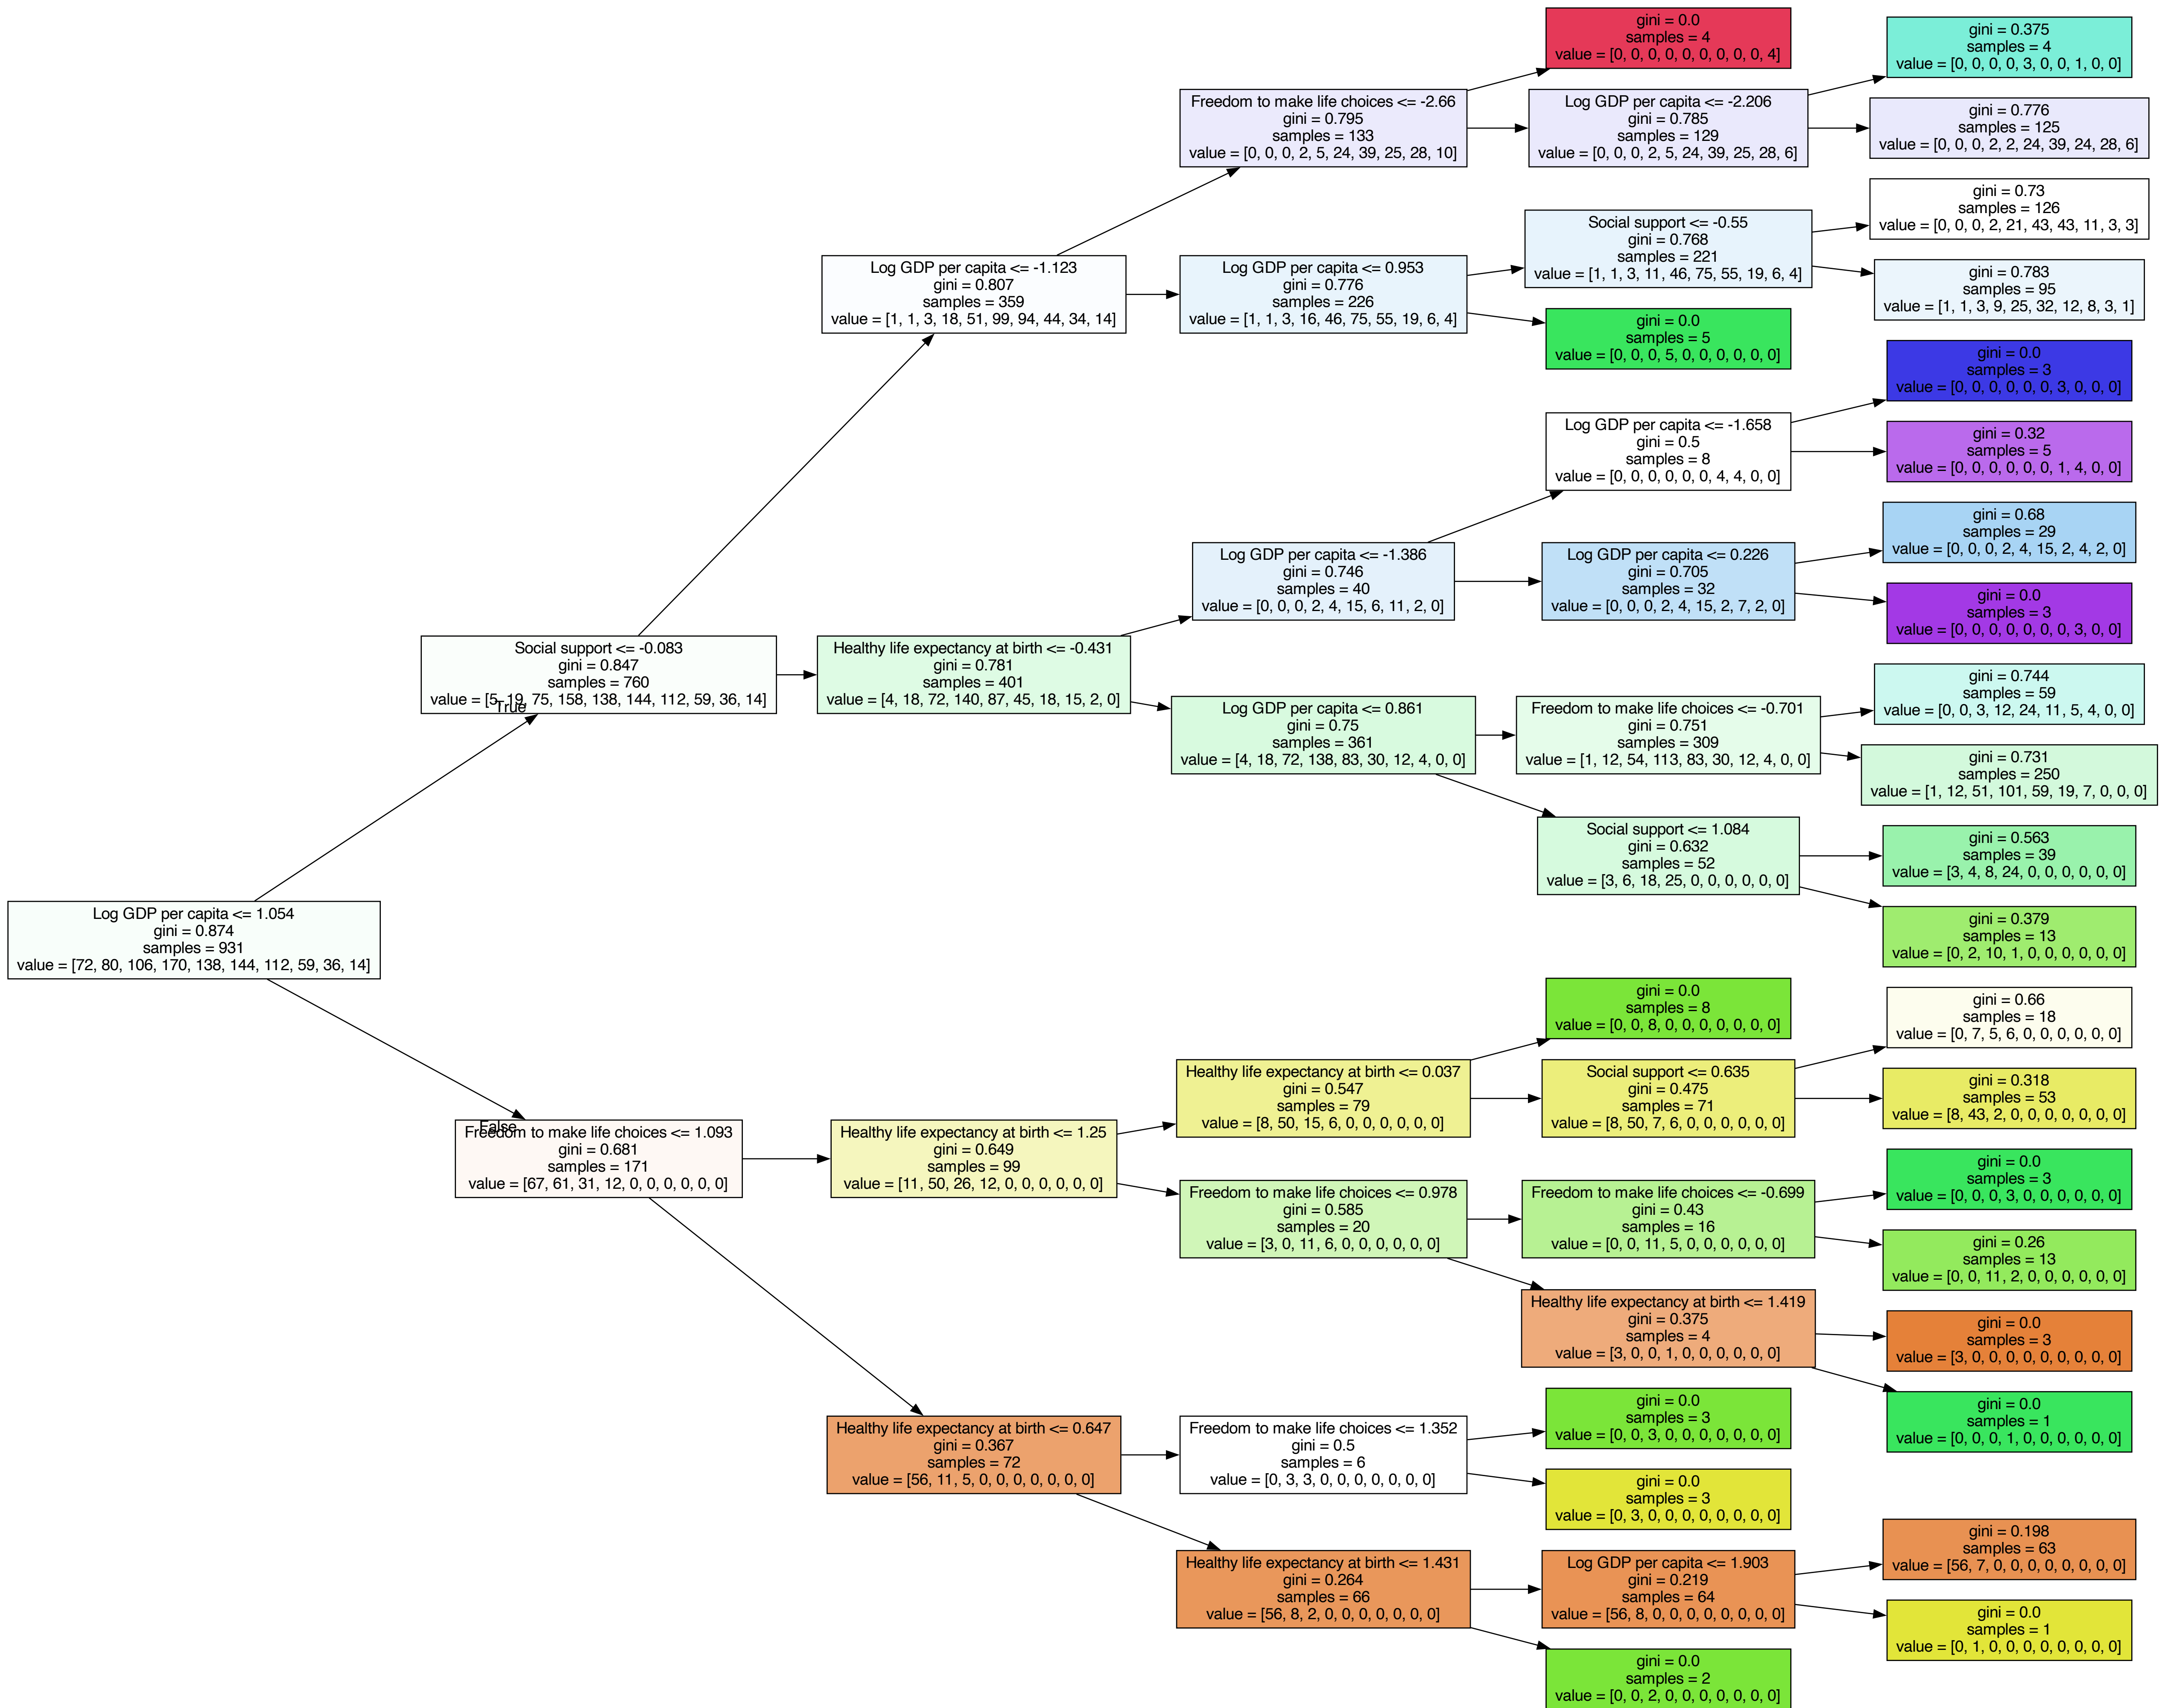 Log GDP per capita <= 1.054
gini = 0.874
samples = 931
value = [72, 80, 106, 170, 138, 144, 112, 59, 36, 14]
True
False
Social support <= -0.083
gini = 0.847
samples = 760
value = [5, 19, 75, 158, 138, 144, 112, 59, 36, 14]
Freedom to make life choices <= 1.093
gini = 0.681
samples = 171
value = [67, 61, 31, 12, 0, 0, 0, 0, 0, 0]
Log GDP per capita <= -1.123
gini = 0.807
samples = 359
value = [1, 1, 3, 18, 51, 99, 94, 44, 34, 14]
Healthy life expectancy at birth <= -0.431
gini = 0.781
samples = 401
value = [4, 18, 72, 140, 87, 45, 18, 15, 2, 0]
Healthy life expectancy at birth <= 1.25
gini = 0.649
samples = 99
value = [11, 50, 26, 12, 0, 0, 0, 0, 0, 0]
Healthy life expectancy at birth <= 0.647
gini = 0.367
samples = 72
value = [56, 11, 5, 0, 0, 0, 0, 0, 0, 0]
Freedom to make life choices <= -2.66
gini = 0.795
samples = 133
value = [0, 0, 0, 2, 5, 24, 39, 25, 28, 10]
Log GDP per capita <= 0.953
gini = 0.776
samples = 226
value = [1, 1, 3, 16, 46, 75, 55, 19, 6, 4]
Log GDP per capita <= -1.386
gini = 0.746
samples = 40
value = [0, 0, 0, 2, 4, 15, 6, 11, 2, 0]
Log GDP per capita <= 0.861
gini = 0.75
samples = 361
value = [4, 18, 72, 138, 83, 30, 12, 4, 0, 0]
Healthy life expectancy at birth <= 0.037
gini = 0.547
samples = 79
value = [8, 50, 15, 6, 0, 0, 0, 0, 0, 0]
Freedom to make life choices <= 0.978
gini = 0.585
samples = 20
value = [3, 0, 11, 6, 0, 0, 0, 0, 0, 0]
Freedom to make life choices <= 1.352
gini = 0.5
samples = 6
value = [0, 3, 3, 0, 0, 0, 0, 0, 0, 0]
Healthy life expectancy at birth <= 1.431
gini = 0.264
samples = 66
value = [56, 8, 2, 0, 0, 0, 0, 0, 0, 0]
gini = 0.0
samples = 4
value = [0, 0, 0, 0, 0, 0, 0, 0, 0, 4]
Log GDP per capita <= -2.206
gini = 0.785
samples = 129
value = [0, 0, 0, 2, 5, 24, 39, 25, 28, 6]
Social support <= -0.55
gini = 0.768
samples = 221
value = [1, 1, 3, 11, 46, 75, 55, 19, 6, 4]
gini = 0.0
samples = 5
value = [0, 0, 0, 5, 0, 0, 0, 0, 0, 0]
Log GDP per capita <= -1.658
gini = 0.5
samples = 8
value = [0, 0, 0, 0, 0, 0, 4, 4, 0, 0]
Log GDP per capita <= 0.226
gini = 0.705
samples = 32
value = [0, 0, 0, 2, 4, 15, 2, 7, 2, 0]
Freedom to make life choices <= -0.701
gini = 0.751
samples = 309
value = [1, 12, 54, 113, 83, 30, 12, 4, 0, 0]
Social support <= 1.084
gini = 0.632
samples = 52
value = [3, 6, 18, 25, 0, 0, 0, 0, 0, 0]
gini = 0.0
samples = 8
value = [0, 0, 8, 0, 0, 0, 0, 0, 0, 0]
Social support <= 0.635
gini = 0.475
samples = 71
value = [8, 50, 7, 6, 0, 0, 0, 0, 0, 0]
Freedom to make life choices <= -0.699
gini = 0.43
samples = 16
value = [0, 0, 11, 5, 0, 0, 0, 0, 0, 0]
Healthy life expectancy at birth <= 1.419
gini = 0.375
samples = 4
value = [3, 0, 0, 1, 0, 0, 0, 0, 0, 0]
gini = 0.0
samples = 3
value = [0, 0, 3, 0, 0, 0, 0, 0, 0, 0]
gini = 0.0
samples = 3
value = [0, 3, 0, 0, 0, 0, 0, 0, 0, 0]
Log GDP per capita <= 1.903
gini = 0.219
samples = 64
value = [56, 8, 0, 0, 0, 0, 0, 0, 0, 0]
gini = 0.0
samples = 2
value = [0, 0, 2, 0, 0, 0, 0, 0, 0, 0]
gini = 0.375
samples = 4
value = [0, 0, 0, 0, 3, 0, 0, 1, 0, 0]
gini = 0.776
samples = 125
value = [0, 0, 0, 2, 2, 24, 39, 24, 28, 6]
gini = 0.73
samples = 126
value = [0, 0, 0, 2, 21, 43, 43, 11, 3, 3]
gini = 0.783
samples = 95
value = [1, 1, 3, 9, 25, 32, 12, 8, 3, 1]
gini = 0.0
samples = 3
value = [0, 0, 0, 0, 0, 0, 3, 0, 0, 0]
gini = 0.32
samples = 5
value = [0, 0, 0, 0, 0, 0, 1, 4, 0, 0]
gini = 0.68
samples = 29
value = [0, 0, 0, 2, 4, 15, 2, 4, 2, 0]
gini = 0.0
samples = 3
value = [0, 0, 0, 0, 0, 0, 0, 3, 0, 0]
gini = 0.744
samples = 59
value = [0, 0, 3, 12, 24, 11, 5, 4, 0, 0]
gini = 0.731
samples = 250
value = [1, 12, 51, 101, 59, 19, 7, 0, 0, 0]
gini = 0.563
samples = 39
value = [3, 4, 8, 24, 0, 0, 0, 0, 0, 0]
gini = 0.379
samples = 13
value = [0, 2, 10, 1, 0, 0, 0, 0, 0, 0]
gini = 0.66
samples = 18
value = [0, 7, 5, 6, 0, 0, 0, 0, 0, 0]
gini = 0.318
samples = 53
value = [8, 43, 2, 0, 0, 0, 0, 0, 0, 0]
gini = 0.0
samples = 3
value = [0, 0, 0, 3, 0, 0, 0, 0, 0, 0]
gini = 0.26
samples = 13
value = [0, 0, 11, 2, 0, 0, 0, 0, 0, 0]
gini = 0.0
samples = 3
value = [3, 0, 0, 0, 0, 0, 0, 0, 0, 0]
gini = 0.0
samples = 1
value = [0, 0, 0, 1, 0, 0, 0, 0, 0, 0]
gini = 0.198
samples = 63
value = [56, 7, 0, 0, 0, 0, 0, 0, 0, 0]
gini = 0.0
samples = 1
value = [0, 1, 0, 0, 0, 0, 0, 0, 0, 0]